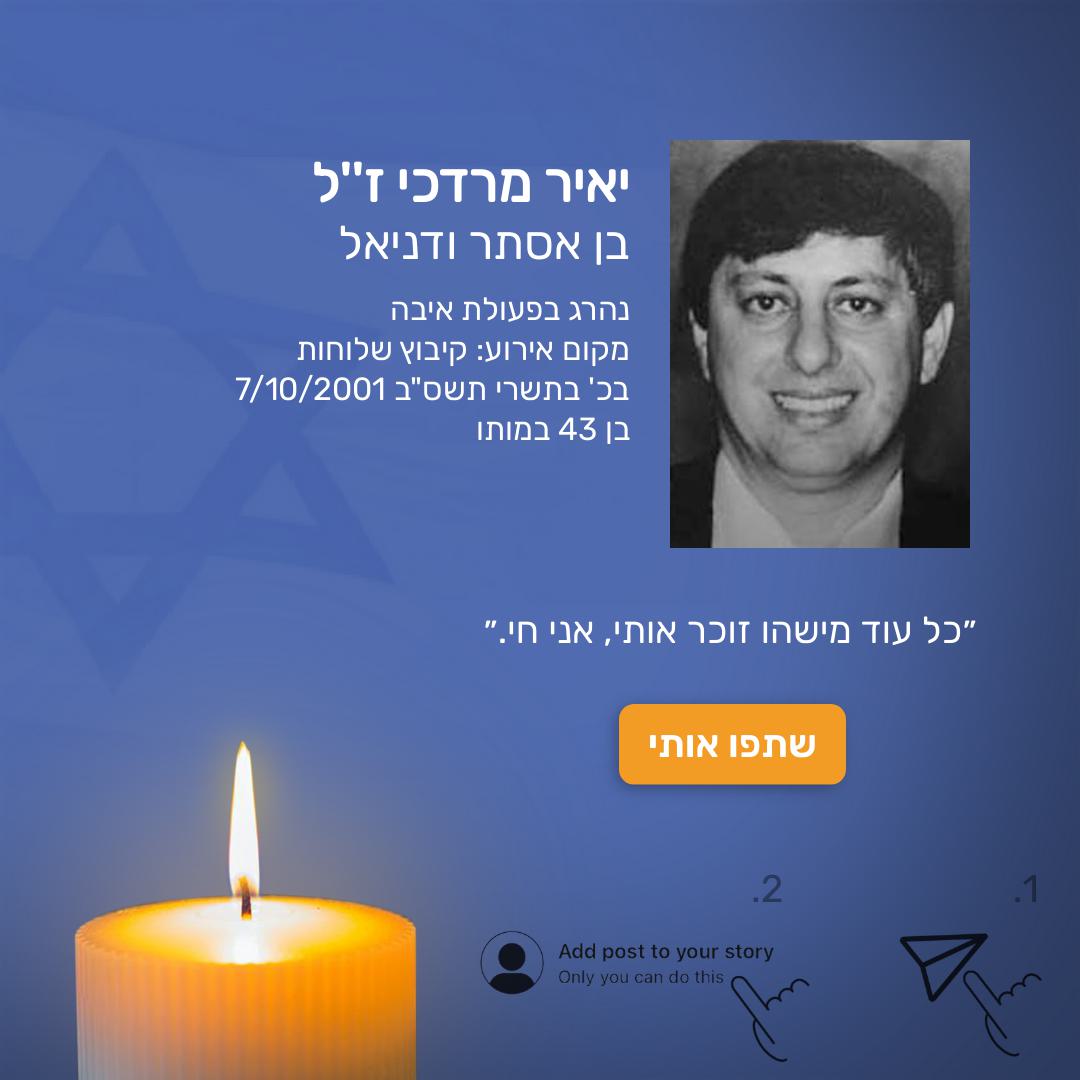 יאיר מרדכי ז"ל
בן אסתר ודניאל
נהרג בפעולת איבה
מקום אירוע: קיבוץ שלוחות
בכ' בתשרי תשס"ב 7/10/2001
בן 43 במותו
״כל עוד מישהו זוכר אותי, אני חי.״
שתפו אותי
1.
2.
Add post to your story
Only you can do this